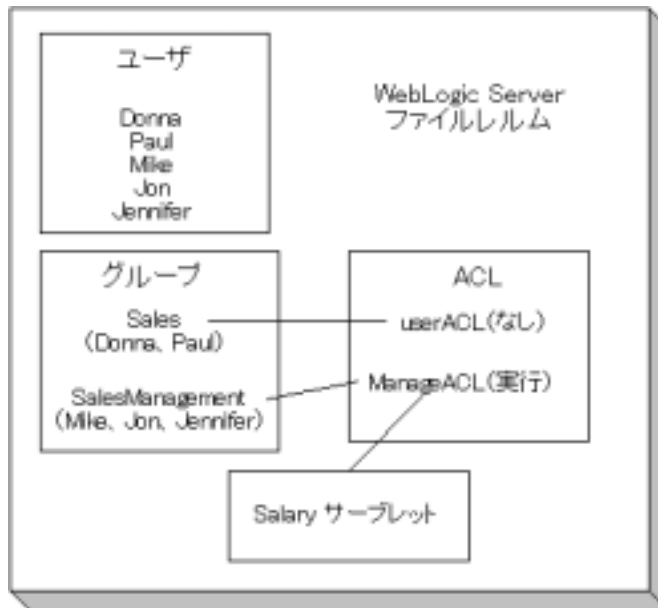 ユーザ
Donna
Paul
Mike
Jon
Jennifer
WebLogic Server
ファイルレルム
グループ
Sales
(Donna、Paul)
SalesManagement
(Mike、Jon、Jennifer)
ACL
userACL(なし)
ManageACL(実行)
Salary サーブレット